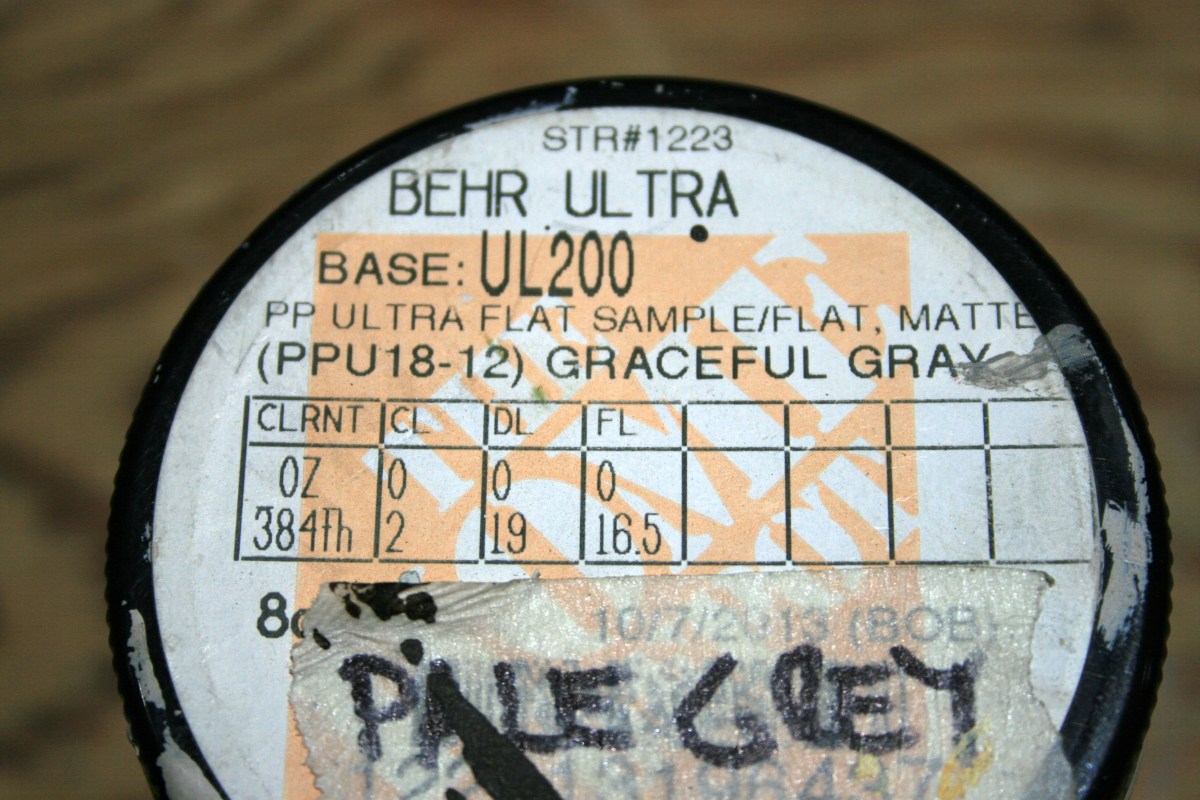 STR#1223
BEHR ULTRA
BASE: UL200
PP ULTRA FLAT SAMPLE/FLAT, MATTE
(PPU18-12) GRACEFUL GRAY
CLRNT CL DL FL
OZ 0 0 0
384th 2 19 16.5
10/7/2013 (BOB)
PALE GREY